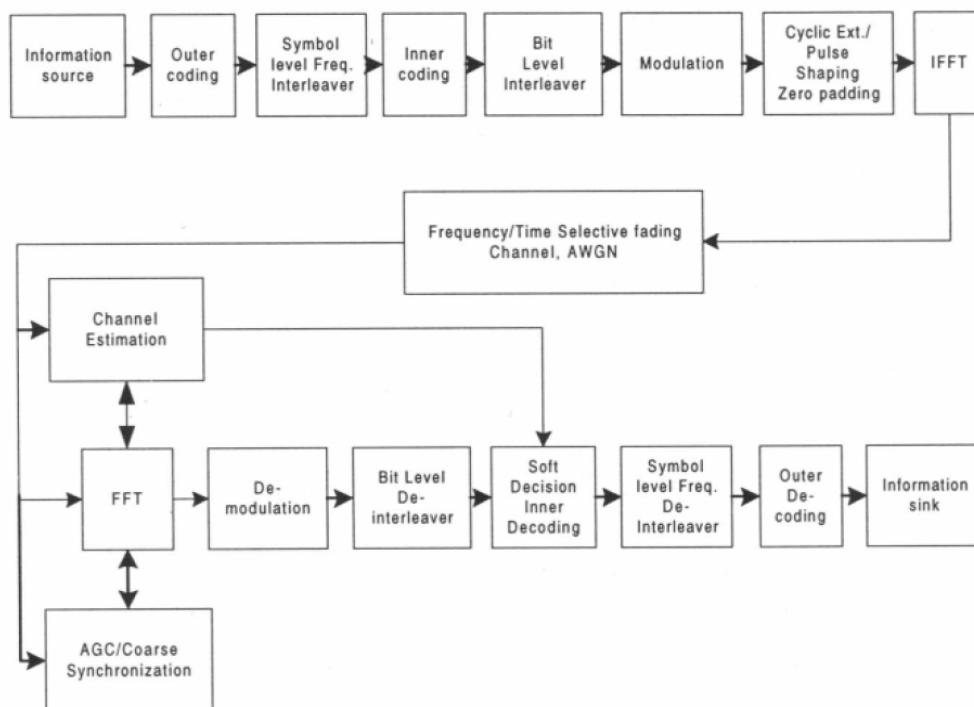 Information
source
Outer
coding
Symbol
level Freq.
Interleaver
Inner
coding
Bit
Level
Interleaver
Modulation
Cyclic Ext./
Pulse
Shaping
Zero padding
IFFT
Frequency/Time Selective fading
Channel, AWGN
Channel
Estimation
FFT
De-
modulation
Bit Level
De-
interleaver
Soft
Decision
Inner
Decoding
Symbol
level Freq.
De-
Interleaver
Outer
De-
coding
Information
sink
AGC/Coarse
Synchronization